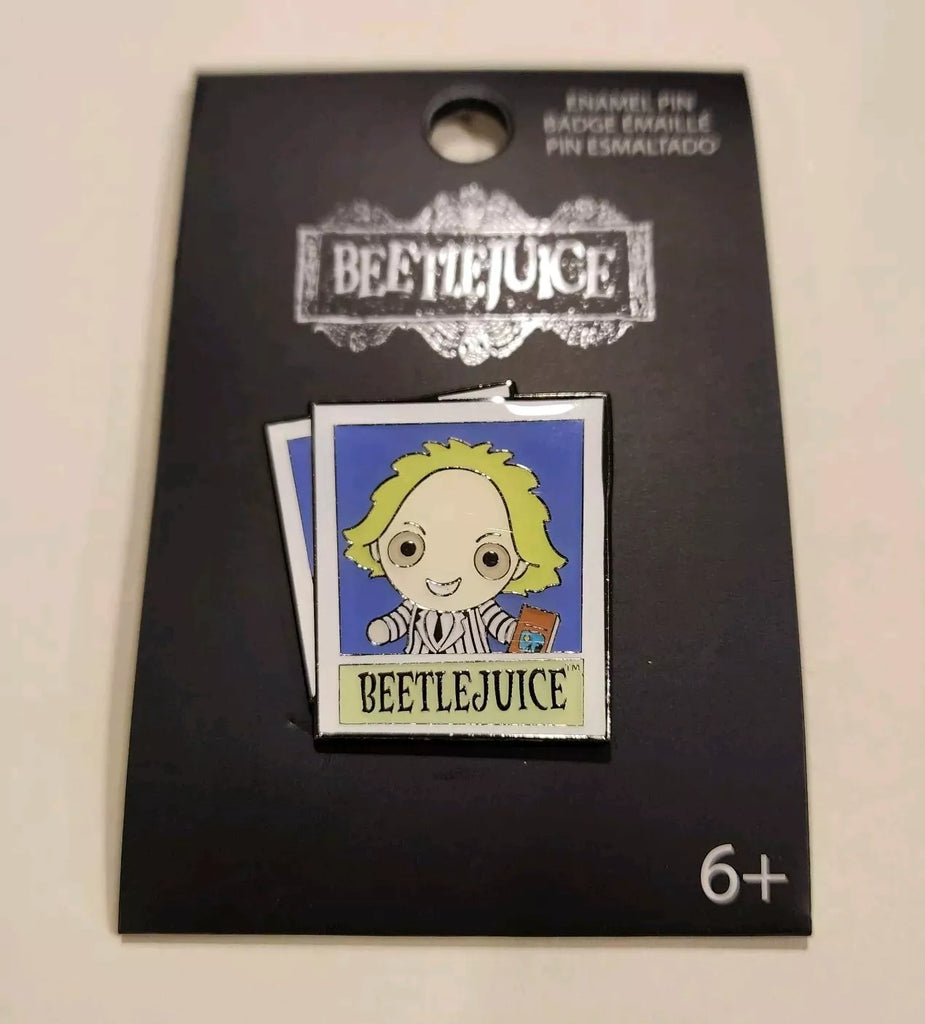 ENAMEL PIN
BADGE ÉMAILLÉ
PIN ESMALTADO
BEETLEJUICE
BEETLEJUICE™
6+